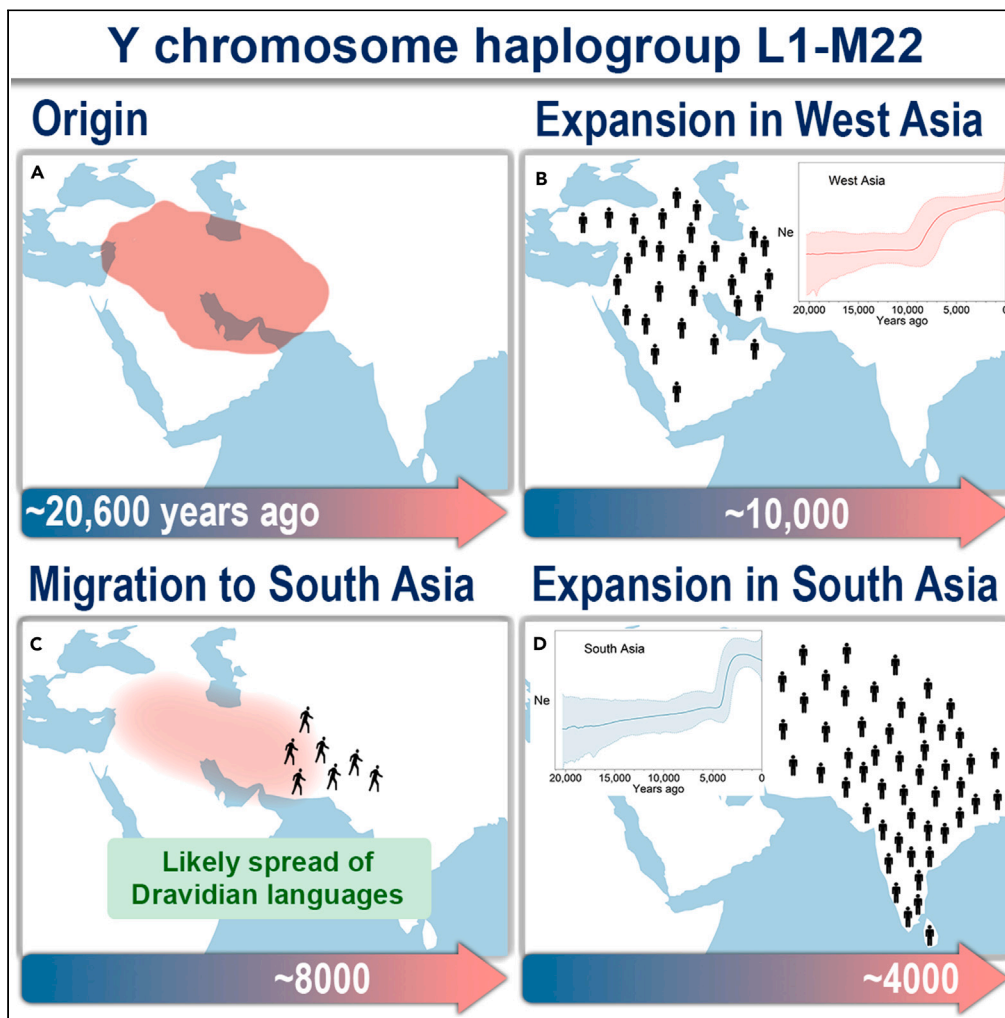 Y chromosome haplogroup L1-M22
Origin
A
~20,600 years ago
Expansion in West Asia
B
West Asia
Ne
20,000 15,000 10,000 5,000 0
Years ago
~10,000
Migration to South Asia
C
Likely spread of
Dravidian languages
~8000
Expansion in South Asia
D
South Asia
Ne
20,000 15,000 10,000 5,000 0
Years ago
~4000